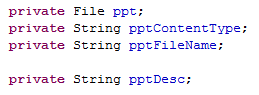 private File ppt;
private String pptContentType;
private String pptFileName;
private String pptDesc;